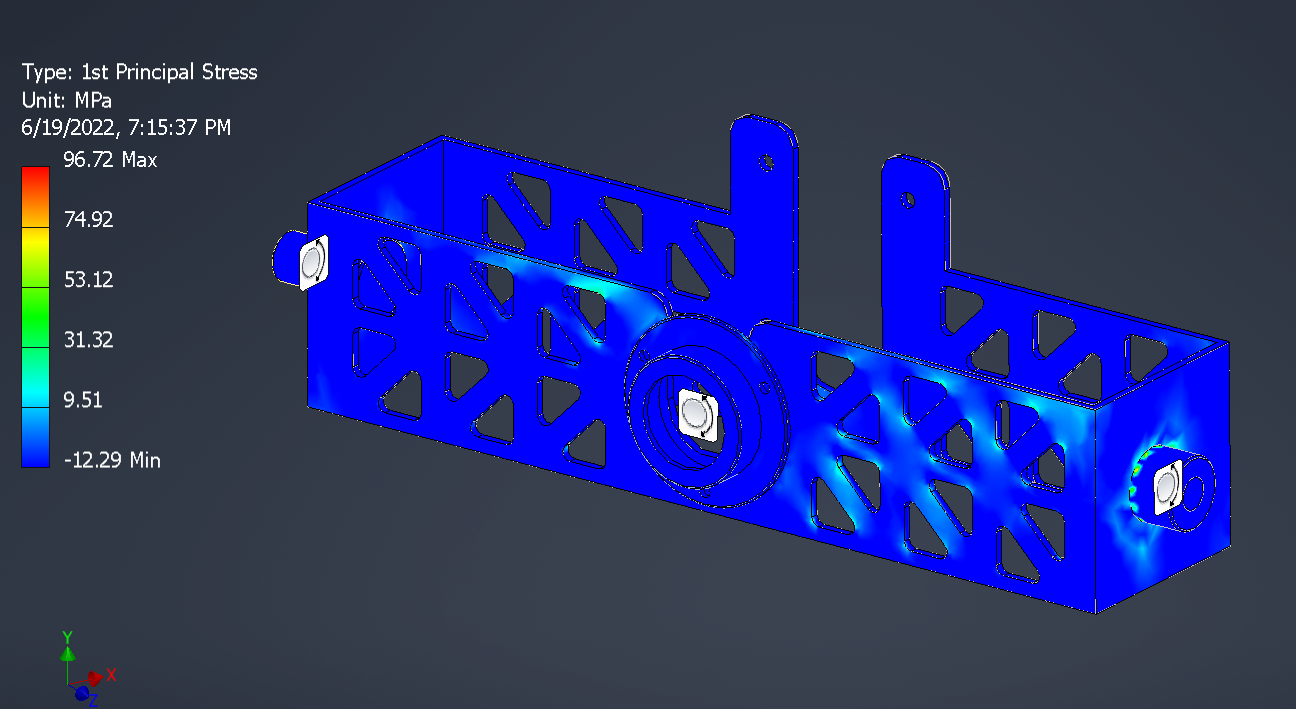 Type: 1st Principal Stress
Unit: MPa
6/19/2022, 7:15:37 PM
96.72 Max
74.92
53.12
31.32
9.51
-12.29 Min
Y
X
Z